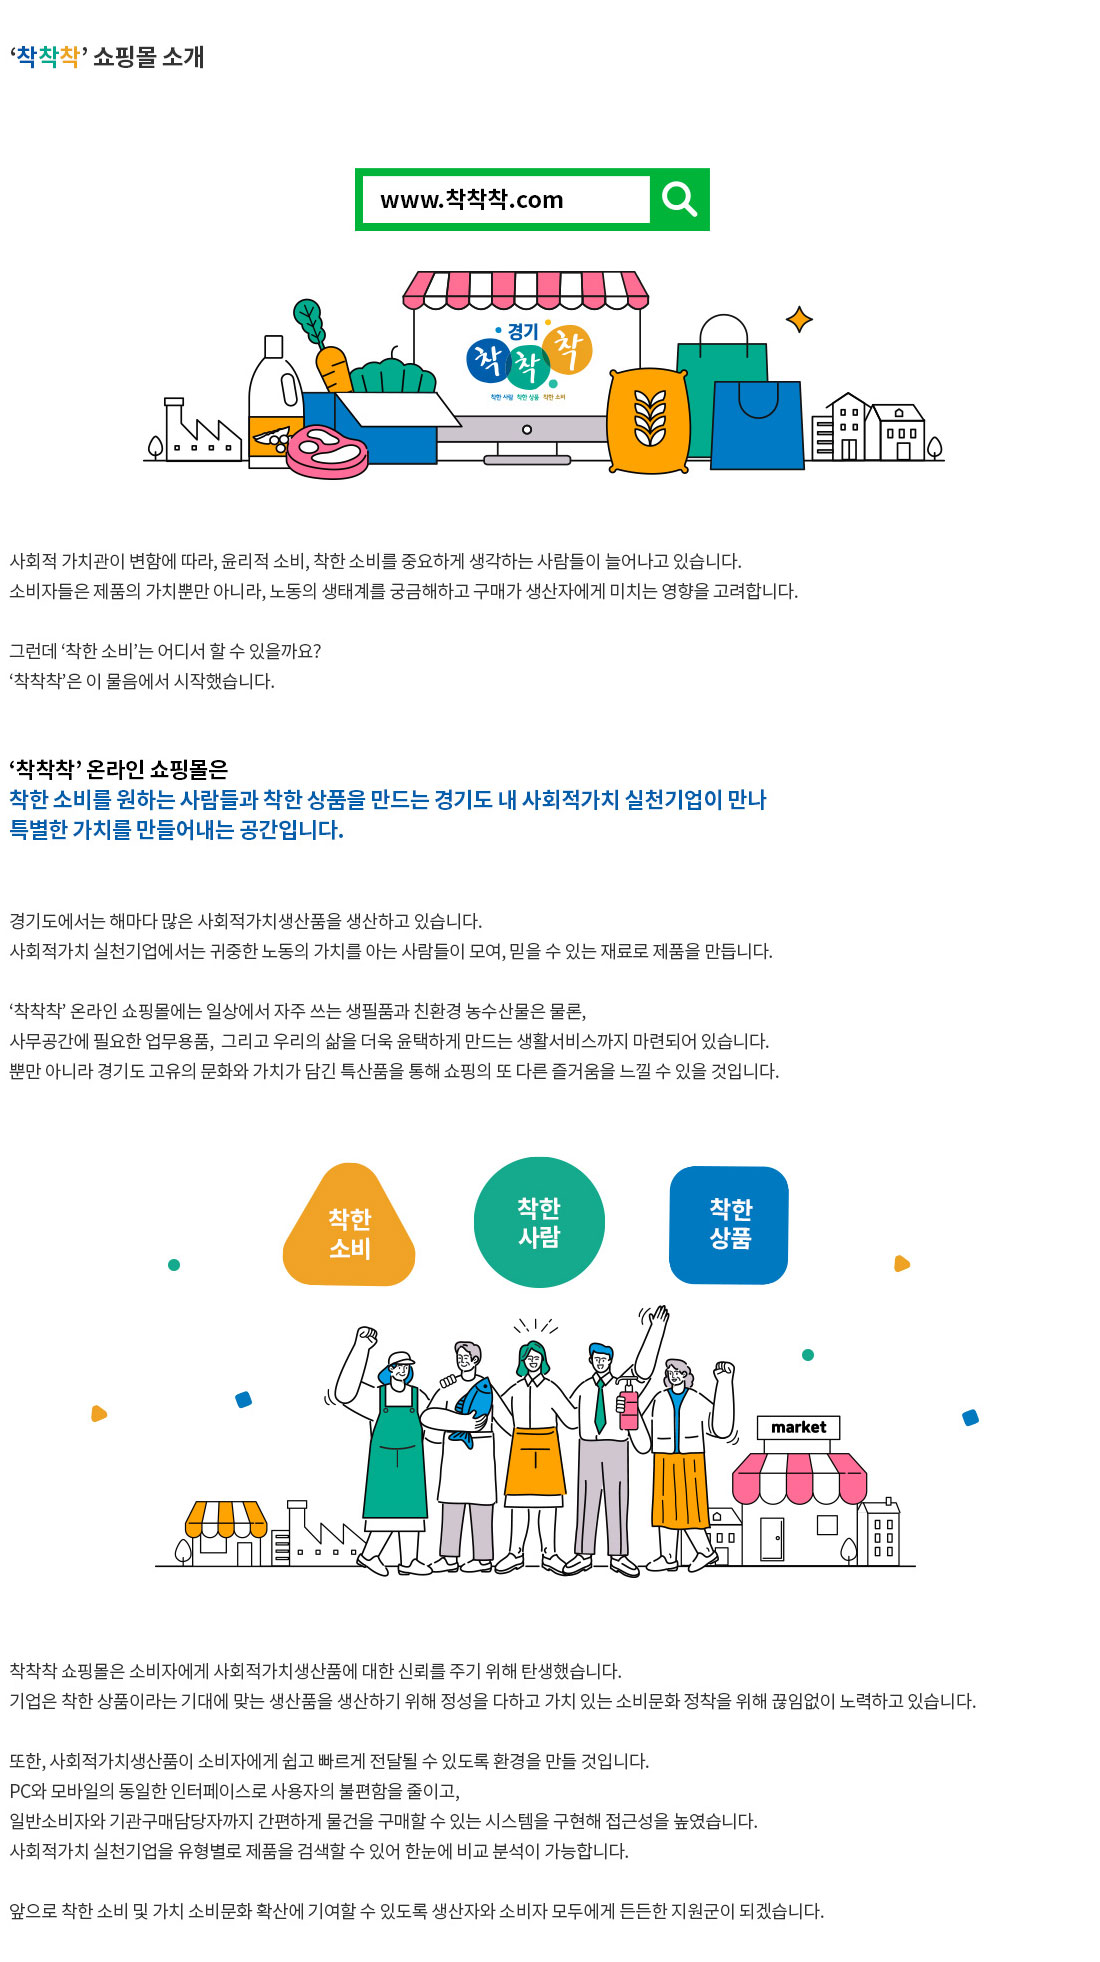 ‘착착착’ 쇼핑몰 소개
www.착착착.com
경기
착착착
착한 사람 착한 상품 착한 소비
사회적 가치관이 변함에 따라, 윤리적 소비, 착한 소비를 중요하게 생각하는 사람들이 늘어나고 있습니다.
소비자들은 제품의 가치뿐만 아니라, 노동의 생태계를 궁금해하고 구매가 생산자에게 미치는 영향을 고려합니다.
그런데 ‘착한 소비’는 어디서 할 수 있을까요?
‘착착착’은 이 물음에서 시작했습니다.
‘착착착’ 온라인 쇼핑몰은
착한 소비를 원하는 사람들과 착한 상품을 만드는 경기도 내 사회적가치 실천기업이 만나
특별한 가치를 만들어내는 공간입니다.
경기도에서는 해마다 많은 사회적가치생산품을 생산하고 있습니다.
사회적가치 실천기업에서는 귀중한 노동의 가치를 아는 사람들이 모여, 믿을 수 있는 재료로 제품을 만듭니다.
‘착착착’ 온라인 쇼핑몰에는 일상에서 자주 쓰는 생필품과 친환경 농수산물은 물론,
사무공간에 필요한 업무용품, 그리고 우리의 삶을 더욱 윤택하게 만드는 생활서비스까지 마련되어 있습니다.
뿐만 아니라 경기도 고유의 문화와 가치가 담긴 특산품을 통해 쇼핑의 또 다른 즐거움을 느낄 수 있을 것입니다.
착한
소비
착한
사람
착한
상품
market
착착착 쇼핑몰은 소비자에게 사회적가치생산품에 대한 신뢰를 주기 위해 탄생했습니다.
기업은 착한 상품이라는 기대에 맞는 생산품을 생산하기 위해 정성을 다하고 가치 있는 소비문화 정착을 위해 끊임없이 노력하고 있습니다.
또한, 사회적가치생산품이 소비자에게 쉽고 빠르게 전달될 수 있도록 환경을 만들 것입니다.
PC와 모바일의 동일한 인터페이스로 사용자의 불편함을 줄이고,
일반소비자와 기관구매담당자까지 간편하게 물건을 구매할 수 있는 시스템을 구현해 접근성을 높였습니다.
사회적가치 실천기업을 유형별로 제품을 검색할 수 있어 한눈에 비교 분석이 가능합니다.
앞으로 착한 소비 및 가치 소비문화 확산에 기여할 수 있도록 생산자와 소비자 모두에게 든든한 지원군이 되겠습니다.